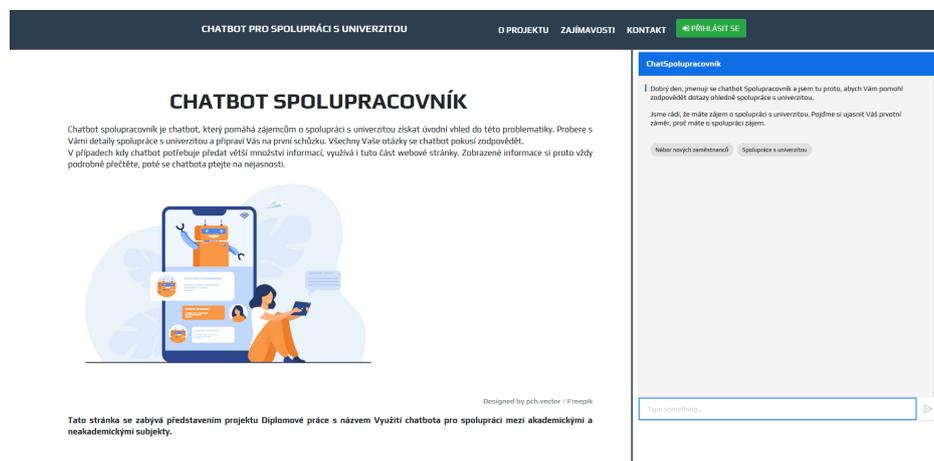 CHATBOT PRO SPOLUPRÁCI S UNIVERZITOU
O PROJEKTU ZAJÍMAVOSTI KONTAKT PŘIHLÁSIT SE
CHATBOT SPOLUPRACOVNÍK
Chatbot spolupracovník je chatbot, který pomáhá zájemcům o spolupráci s univerzitou získat úvodní vhled do této problematiky. Probere s
Vámi detaily spolupráce s univerzitou a připraví Vás na první schůzku. Všechny Vaše otázky se chatbot pokusí zodpovědět.
V případech kdy chatbot potřebuje předat větší množství informací, využívá i tuto část webové stránky. Zobrazené informace si proto vždy
podrobně přečtěte, poté se chatbota ptejte na nejasnosti.
Designed by pch.vector / Freepik
Tato stránka se zabývá představením projektu Diplomové práce s názvem Využití chatbota pro spolupráci mezi akademickými a
neakademickými subjekty.
ChatSpolupracovník
Dobrý den, jmenuji se chatbot Spolupracovník a jsem tu proto, abych Vám pomohl
zodpovědět dotazy ohledně spolupráce s univerzitou.
Jsme rádi, že máte zájem o spolupráci s univerzitou. Pojďme si ujasnit Váš prvotní
záměr, proč máte o spolupráci zájem.
Nábor nových zaměstnanců Spolupráce s univerzitou
Type something...